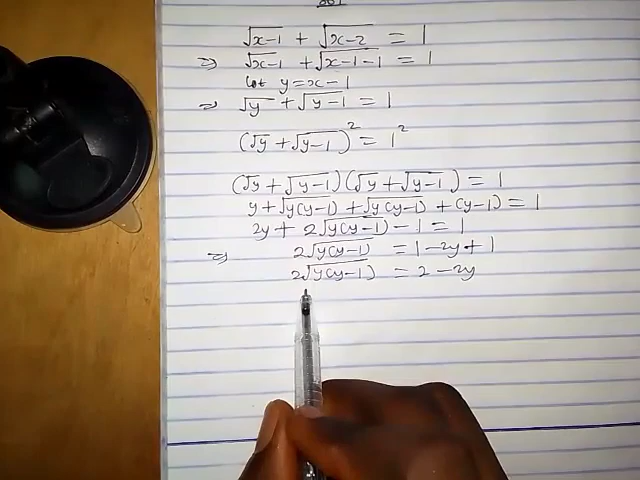 √x-1 + √x-2 = 1
⇒ √x-1 + √x-1-1 = 1
let y = x-1
⇒ √y + √y-1 = 1
(√y + √y-1)² = 1²
(√y + √y-1)(√y + √y-1) = 1
y + √y(y-1) + √y(y-1) + (y-1) = 1
2y + 2√y(y-1) - 1 = 1
⇒ 2√y(y-1) = 1 - 2y + 1
2√y(y-1) = 2 - 2y